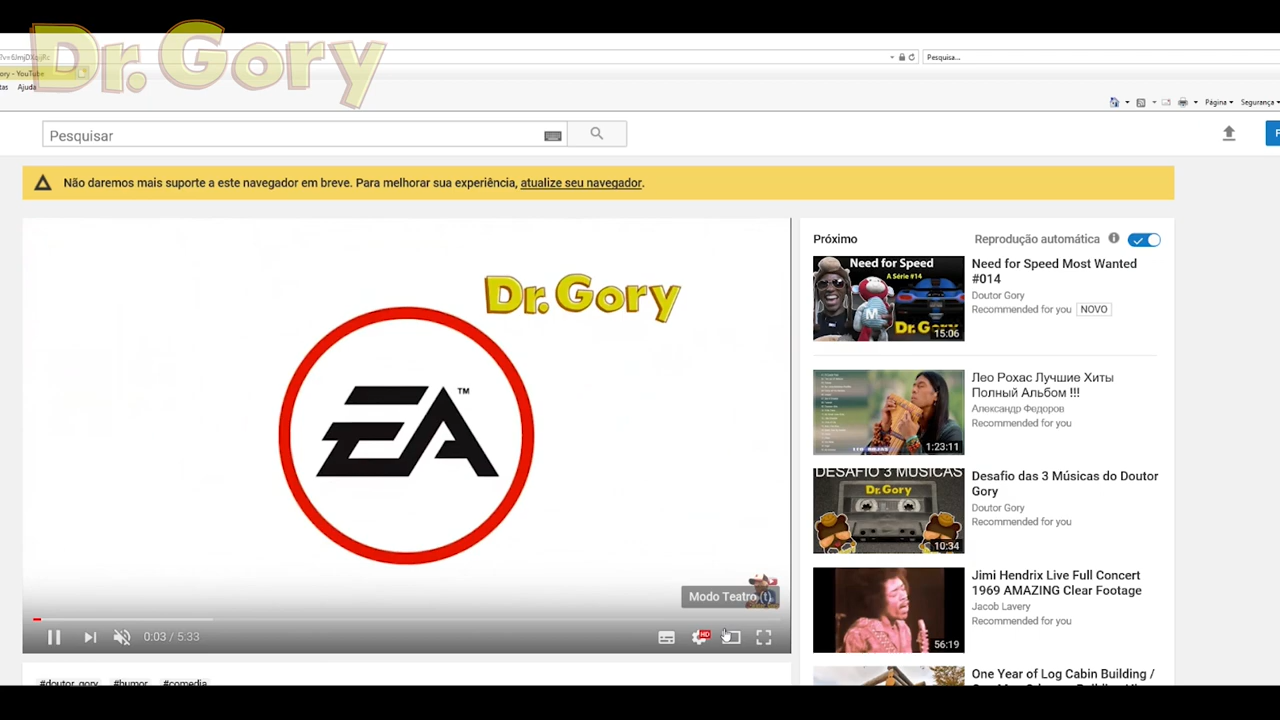 Dr. Gory
ory - YouTube
Pesquisa...
tas Ajuda
Página
Segurança
Pesquisar
Não daremos mais suporte a este navegador em breve. Para melhorar sua experiência, atualize seu navegador.
Dr. Gory
EA™
Modo Teatro (t)
HD
0:03 / 5:33
#doutor_gory #humor #comedia
Próximo
Reprodução automática
Need for Speed
A Série #14
M
Dr. Gory
15:06
Need for Speed Most Wanted
#014
Doutor Gory
Recommended for you NOVO
1:23:11
Лео Рохас Лучшие Хиты
Полный Альбом !!!
Александр Федоров
Recommended for you
DESAFIO 3 MÚSICAS
Dr. Gory
10:34
Desafio das 3 Músicas do Doutor
Gory
Doutor Gory
Recommended for you
56:19
Jimi Hendrix Live Full Concert
1969 AMAZING Clear Footage
Jacob Lavery
Recommended for you
One Year of Log Cabin Building /